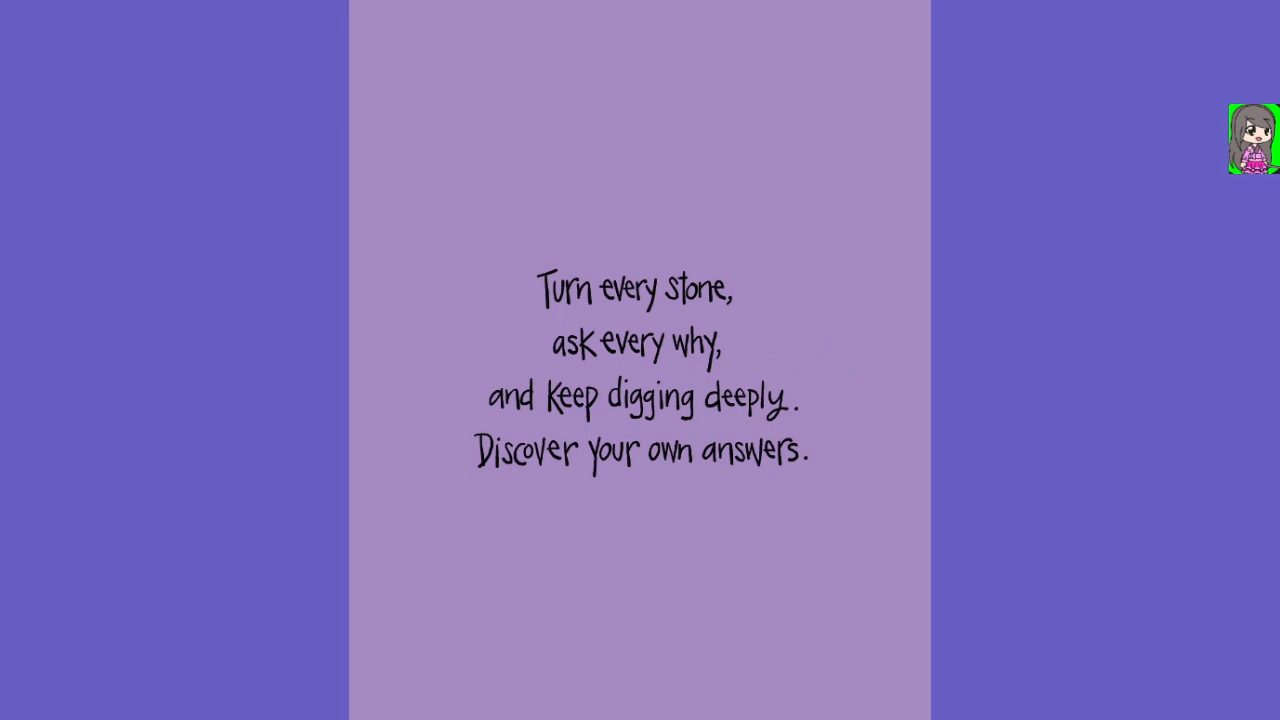 Turn every stone,
ask every why,
and keep digging deeply.
Discover your own answers.